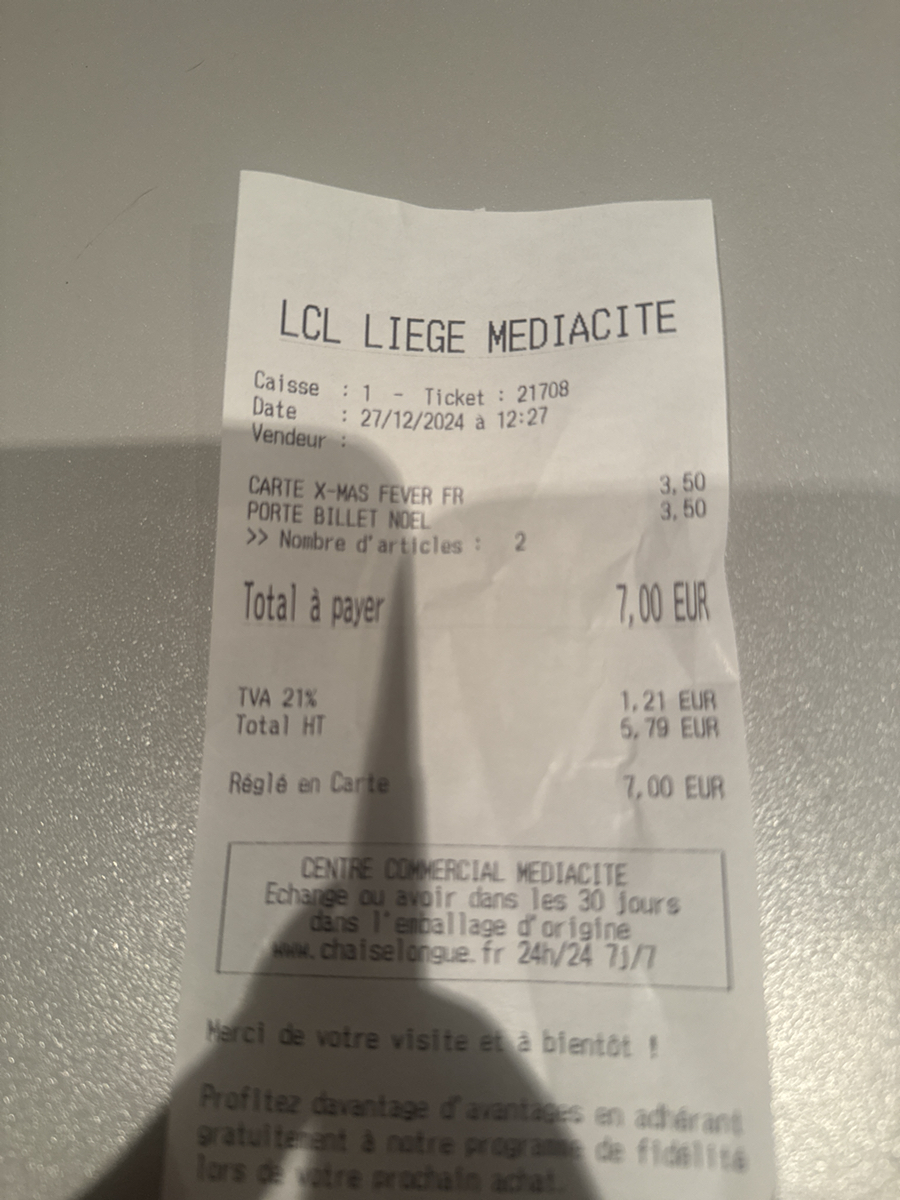 LCL LIEGE MEDIACITE
Caisse : 1 - Ticket : 21708
Date : 27/12/2024 à 12:27
Vendeur :
CARTE X-MAS FEVER FR 3,50
PORTE BILLET NOEL 3,50
>> Nombre d'articles : 2
Total à payer 7,00 EUR
TVA 21% 1,21 EUR
Total HT 5,79 EUR
Réglé en Carte 7,00 EUR
CENTRE COMMERCIAL MEDIACITE
Echange ou avoir dans les 30 jours
dans l'emballage d'origine
www.chaiselongue.fr 24h/24 7j/7
Merci de votre visite et à bientôt !
Profitez davantage d'avantages en adhérant
gratuitement à notre programme de fidélité
lors de votre prochain achat.